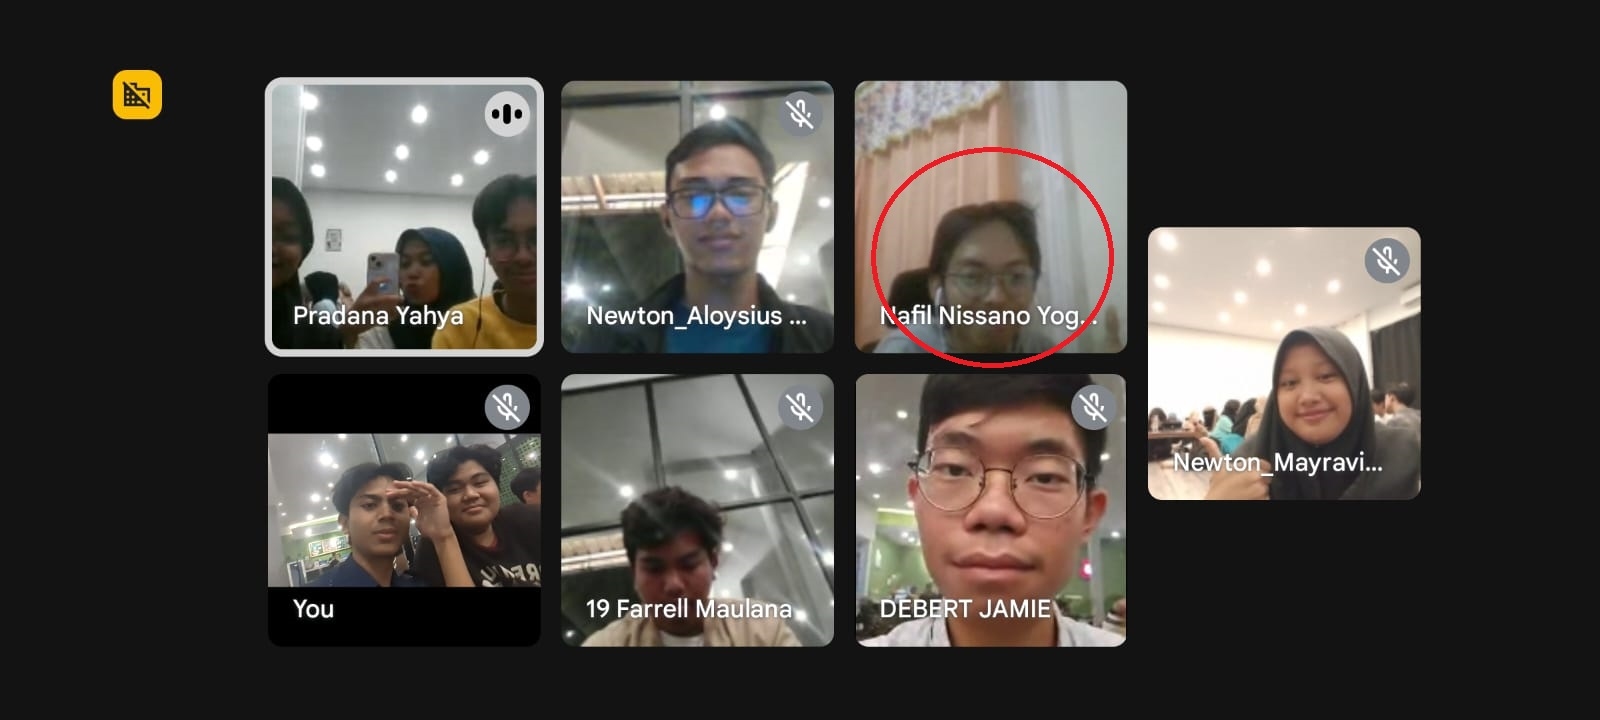 Pradana Yahya
Newton_Aloysius ...
Nafil Nissano Yog...
Newton_Mayravi...
You
19 Farrell Maulana
DEBERT JAMIE